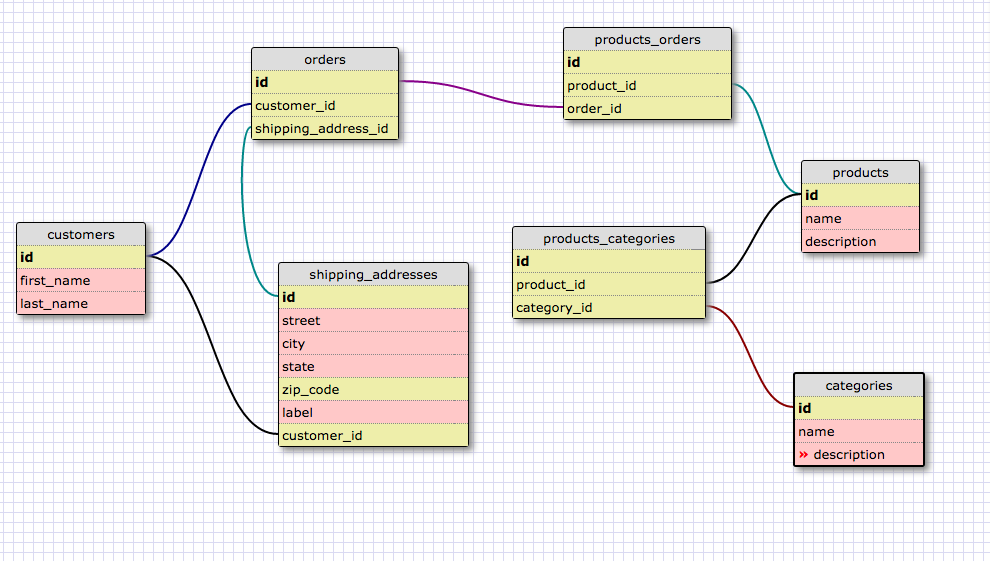 orders
id
customer_id
shipping_address_id
products_orders
id
product_id
order_id
products
id
name
description
customers
id
first_name
last_name
shipping_addresses
id
street
city
state
zip_code
label
customer_id
products_categories
id
product_id
category_id
categories
id
name
» description